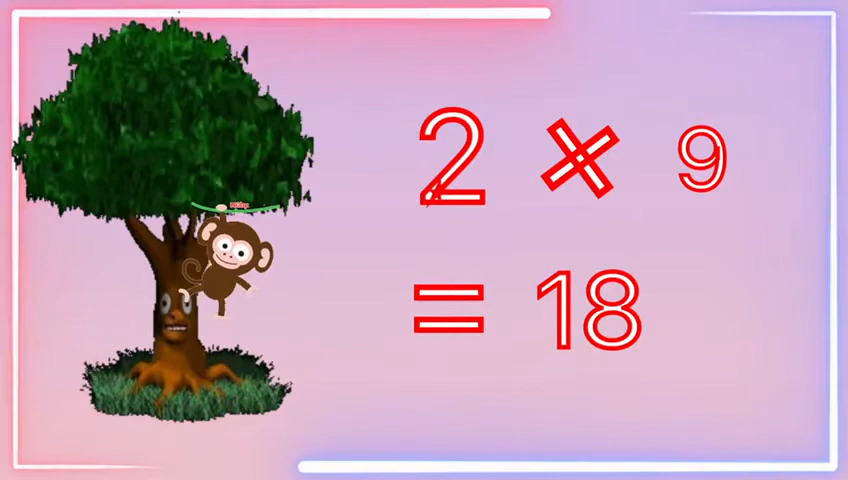 2 × 9
= 18